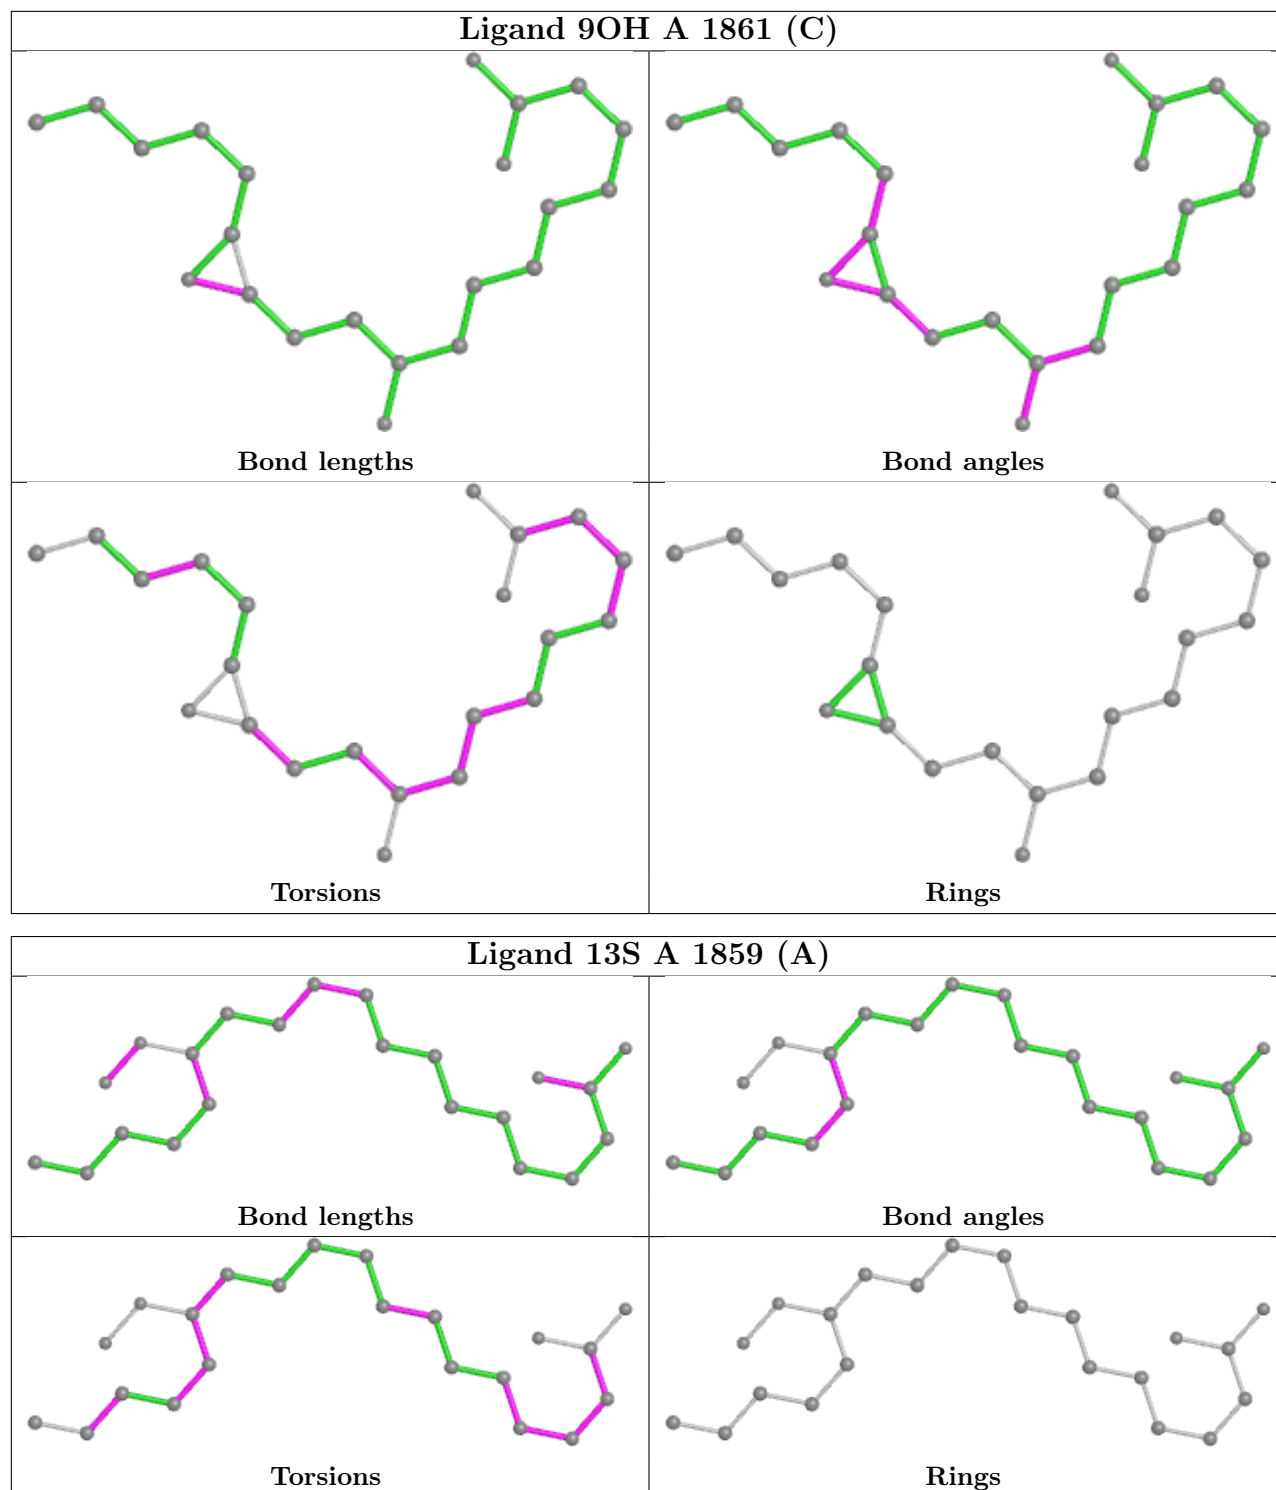 Ligand 9OH A 1861 (C)
Bond lengths
Bond angles
Torsions
Rings
Ligand 13S A 1859 (A)
Bond lengths
Bond angles
Torsions
Rings